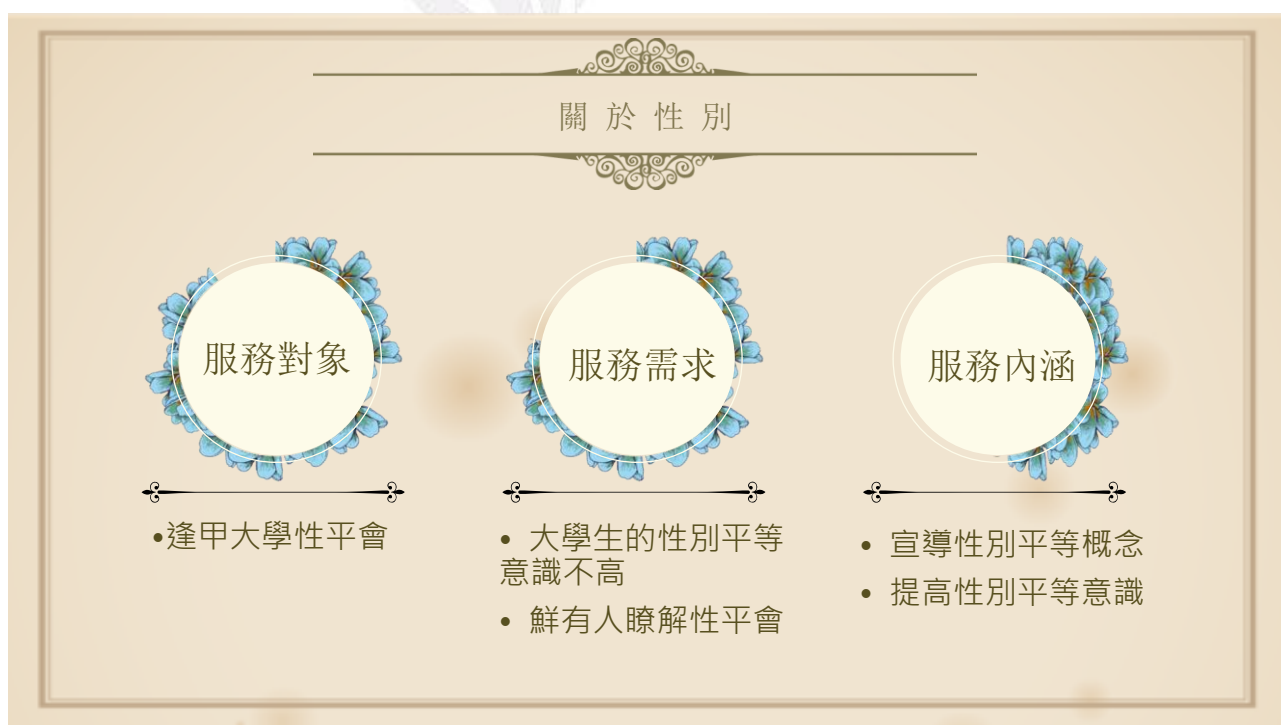 關於性別
服務對象
•逢甲大學性平會
服務需求
• 大學生的性別平等
意識不高
• 鮮有人瞭解性平會
服務內涵
• 宣導性別平等概念
• 提高性別平等意識